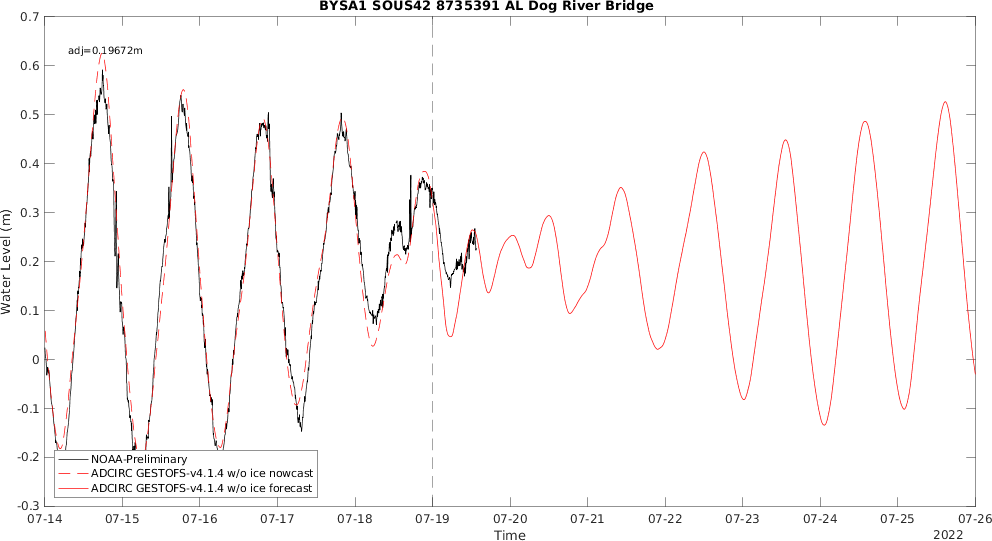 BYSA1 SOUS42 8735391 AL Dog River Bridge
adj=0.19672m
Water Level (m)
0.7
0.6
0.5
0.4
0.3
0.2
0.1
0
-0.1
-0.2
-0.3
NOAA-Preliminary
ADCIRC GESTOFS-v4.1.4 w/o ice nowcast
ADCIRC GESTOFS-v4.1.4 w/o ice forecast
07-14 07-15 07-16 07-17 07-18 07-19 07-20 07-21 07-22 07-23 07-24 07-25 07-26
Time
2022